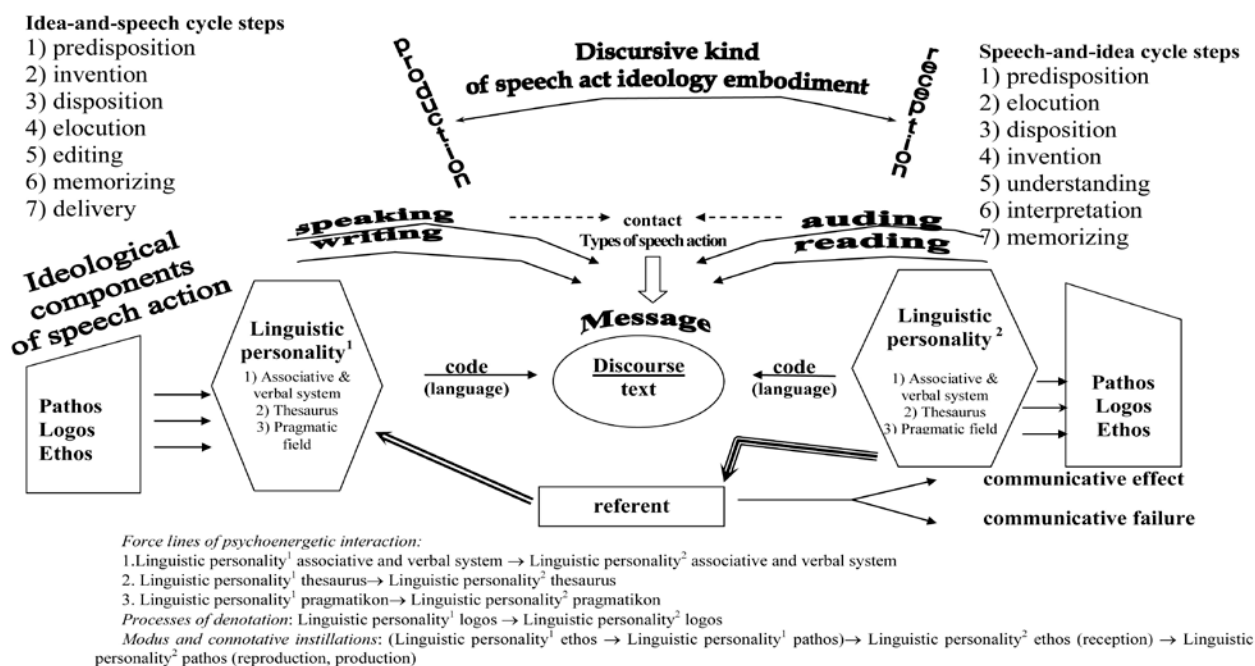 Idea-and-speech cycle steps
1) predisposition
2) invention
3) disposition
4) elocution
5) editing
6) memorizing
7) delivery
production
Discursive kind
of speech act ideology embodiment
reception
Speech-and-idea cycle steps
1) predisposition
2) elocution
3) disposition
4) invention
5) understanding
6) interpretation
7) memorizing
speaking
writing
contact
Types of speech action
auding
reading
Ideological
components
of speech action
Pathos
Logos
Ethos
Linguistic
personality¹
1) Associative &
verbal system
2) Thesaurus
3) Pragmatic
field
code
(language)
Message
Discourse
text
code
(language)
Linguistic
personality²
1) Associative &
verbal system
2) Thesaurus
3) Pragmatic field
Pathos
Logos
Ethos
referent
communicative effect
communicative failure
Force lines of psychoenergetic interaction:
1.Linguistic personality¹ associative and verbal system → Linguistic personality² associative and verbal system
2. Linguistic personality¹ thesaurus→ Linguistic personality² thesaurus
3. Linguistic personality¹ pragmatikon→ Linguistic personality² pragmatikon
Processes of denotation: Linguistic personality¹ logos → Linguistic personality² logos
Modus and connotative instillations: (Linguistic personality¹ ethos → Linguistic personality¹ pathos)→ Linguistic personality² ethos (reception) → Linguistic
personality² pathos (reproduction, production)